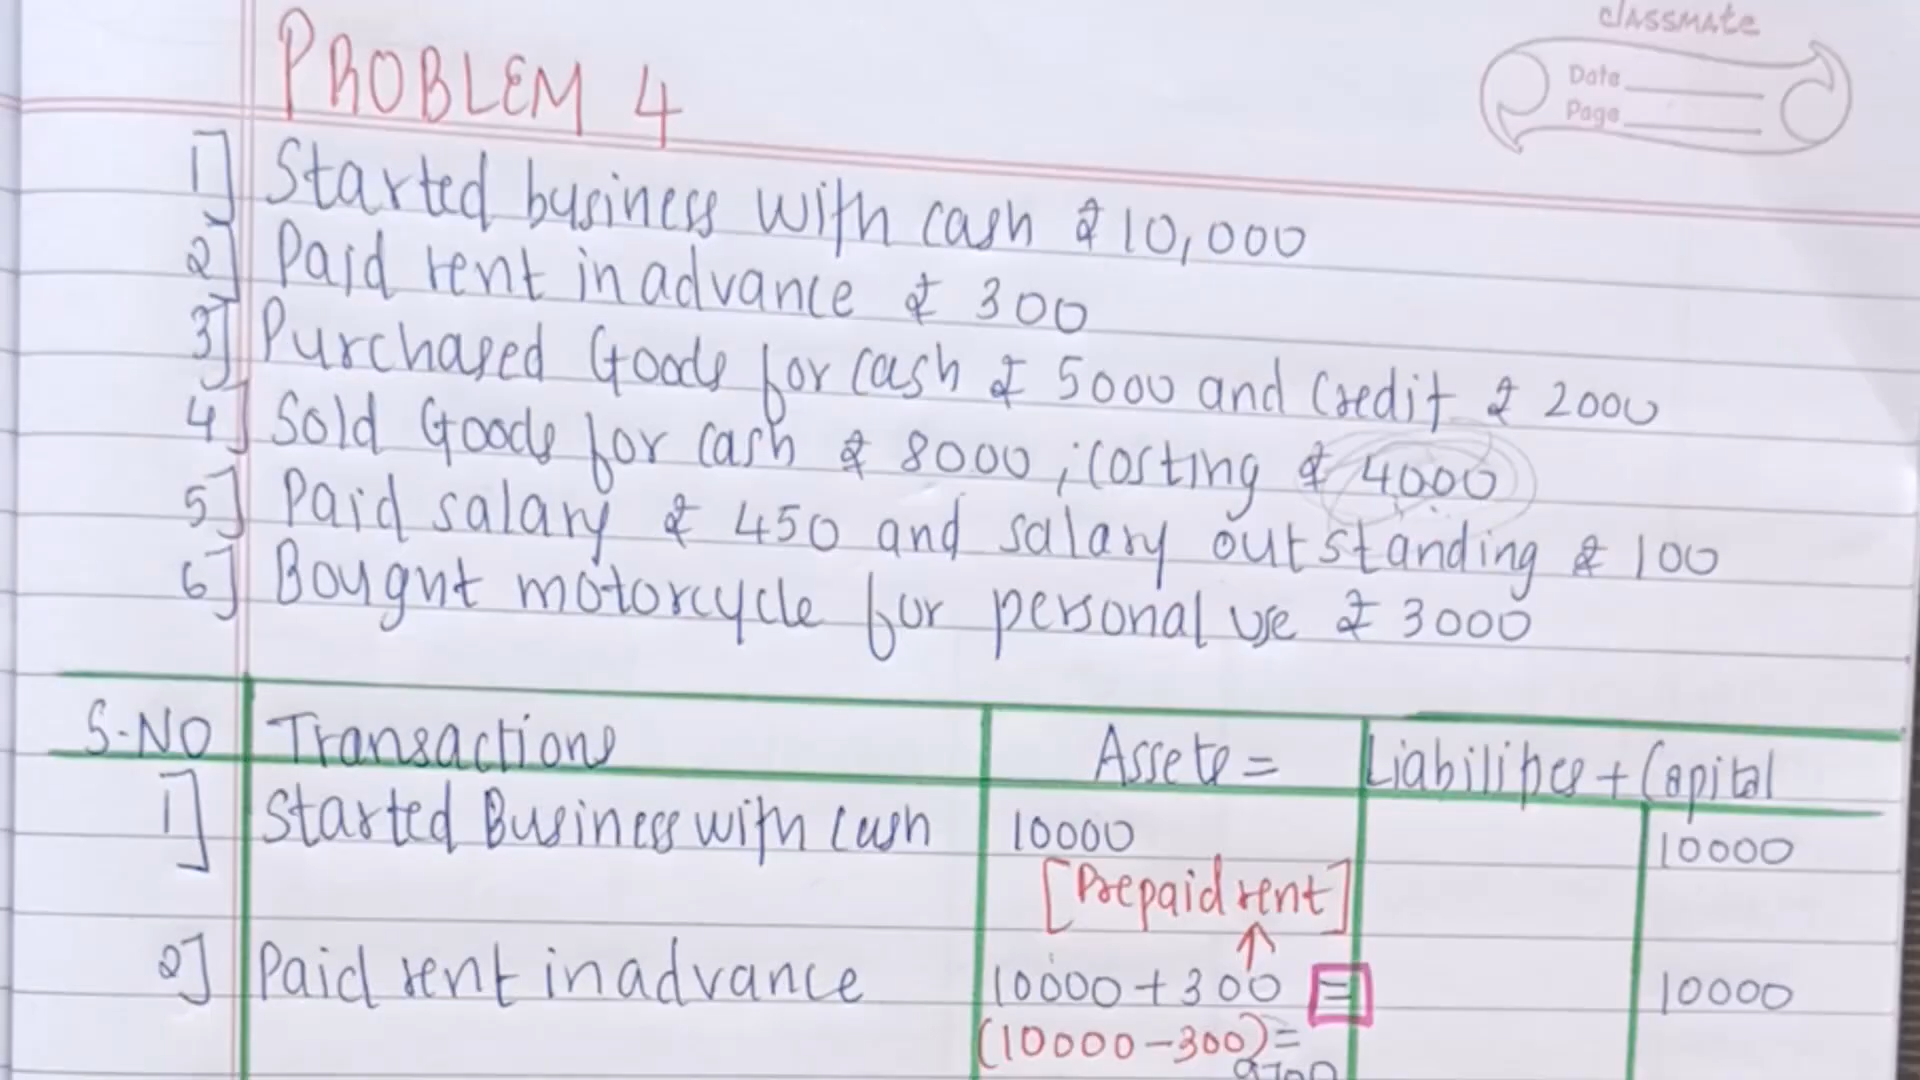 classmate
Date
Page
PROBLEM 4
1] Started business with cash ₹ 10,000
2] Paid rent in advance ₹ 300
3] Purchased Goods for cash ₹ 5000 and Credit ₹ 2000
4] Sold Goods for cash ₹ 8000 ; costing ₹ 4000
5] Paid salary ₹ 450 and salary outstanding ₹ 100
6] Bought motorcycle for personal use ₹ 3000
S.NO Transactions Assets = Liabilities + Capital
1] Started Business with cash 10000 10000
[Prepaid rent]
2] Paid rent in advance 10000 + 300 = 10000
(10000 - 300) =
9700